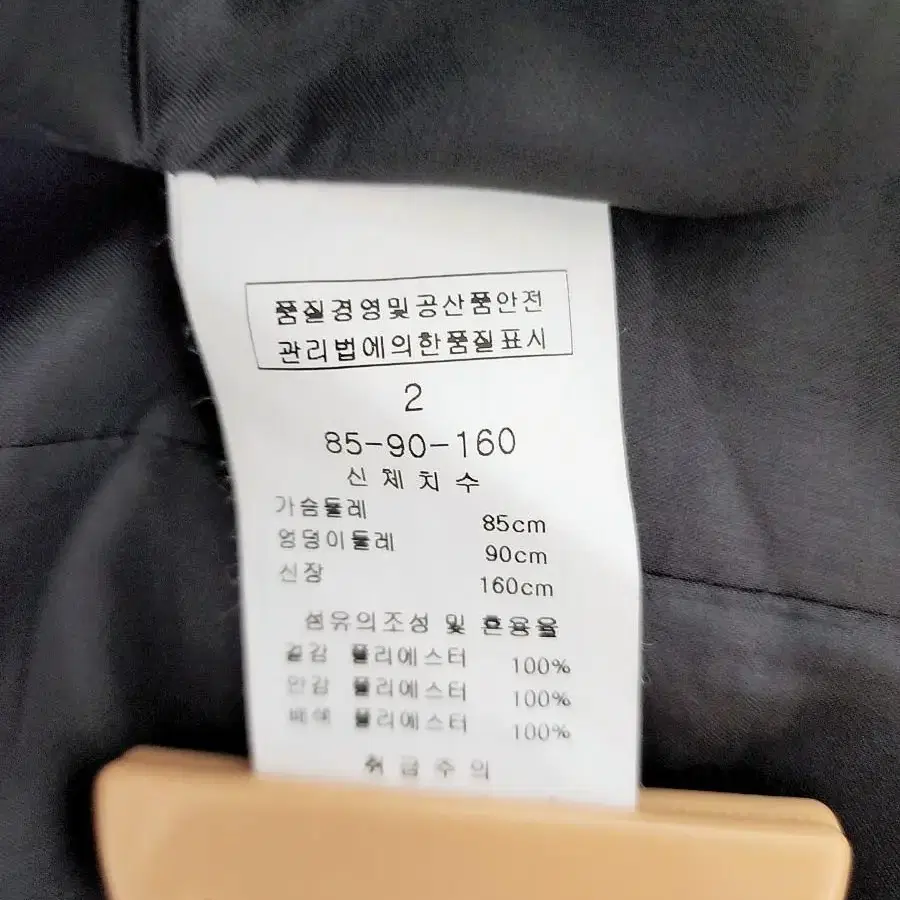 품질경영및공산품안전
관리법에의한품질표시
2
85-90-160
신체치수
가슴둘레 85cm
엉덩이둘레 90cm
신장 160cm
섬유의조성 및 혼용율
겉감 폴리에스터 100%
안감 폴리에스터 100%
배색 폴리에스터 100%
취급주의